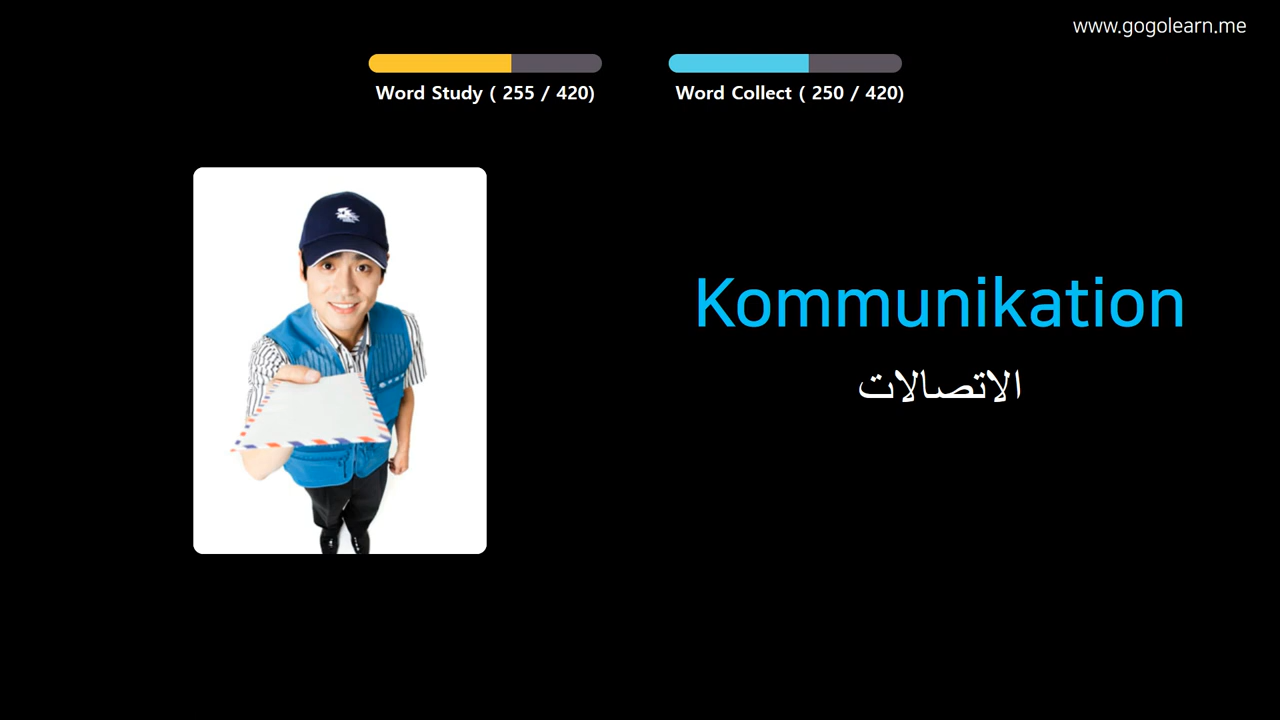 www.gogolearn.me
Word Study ( 255 / 420)
Word Collect ( 250 / 420)
Kommunikation
الاتصالات